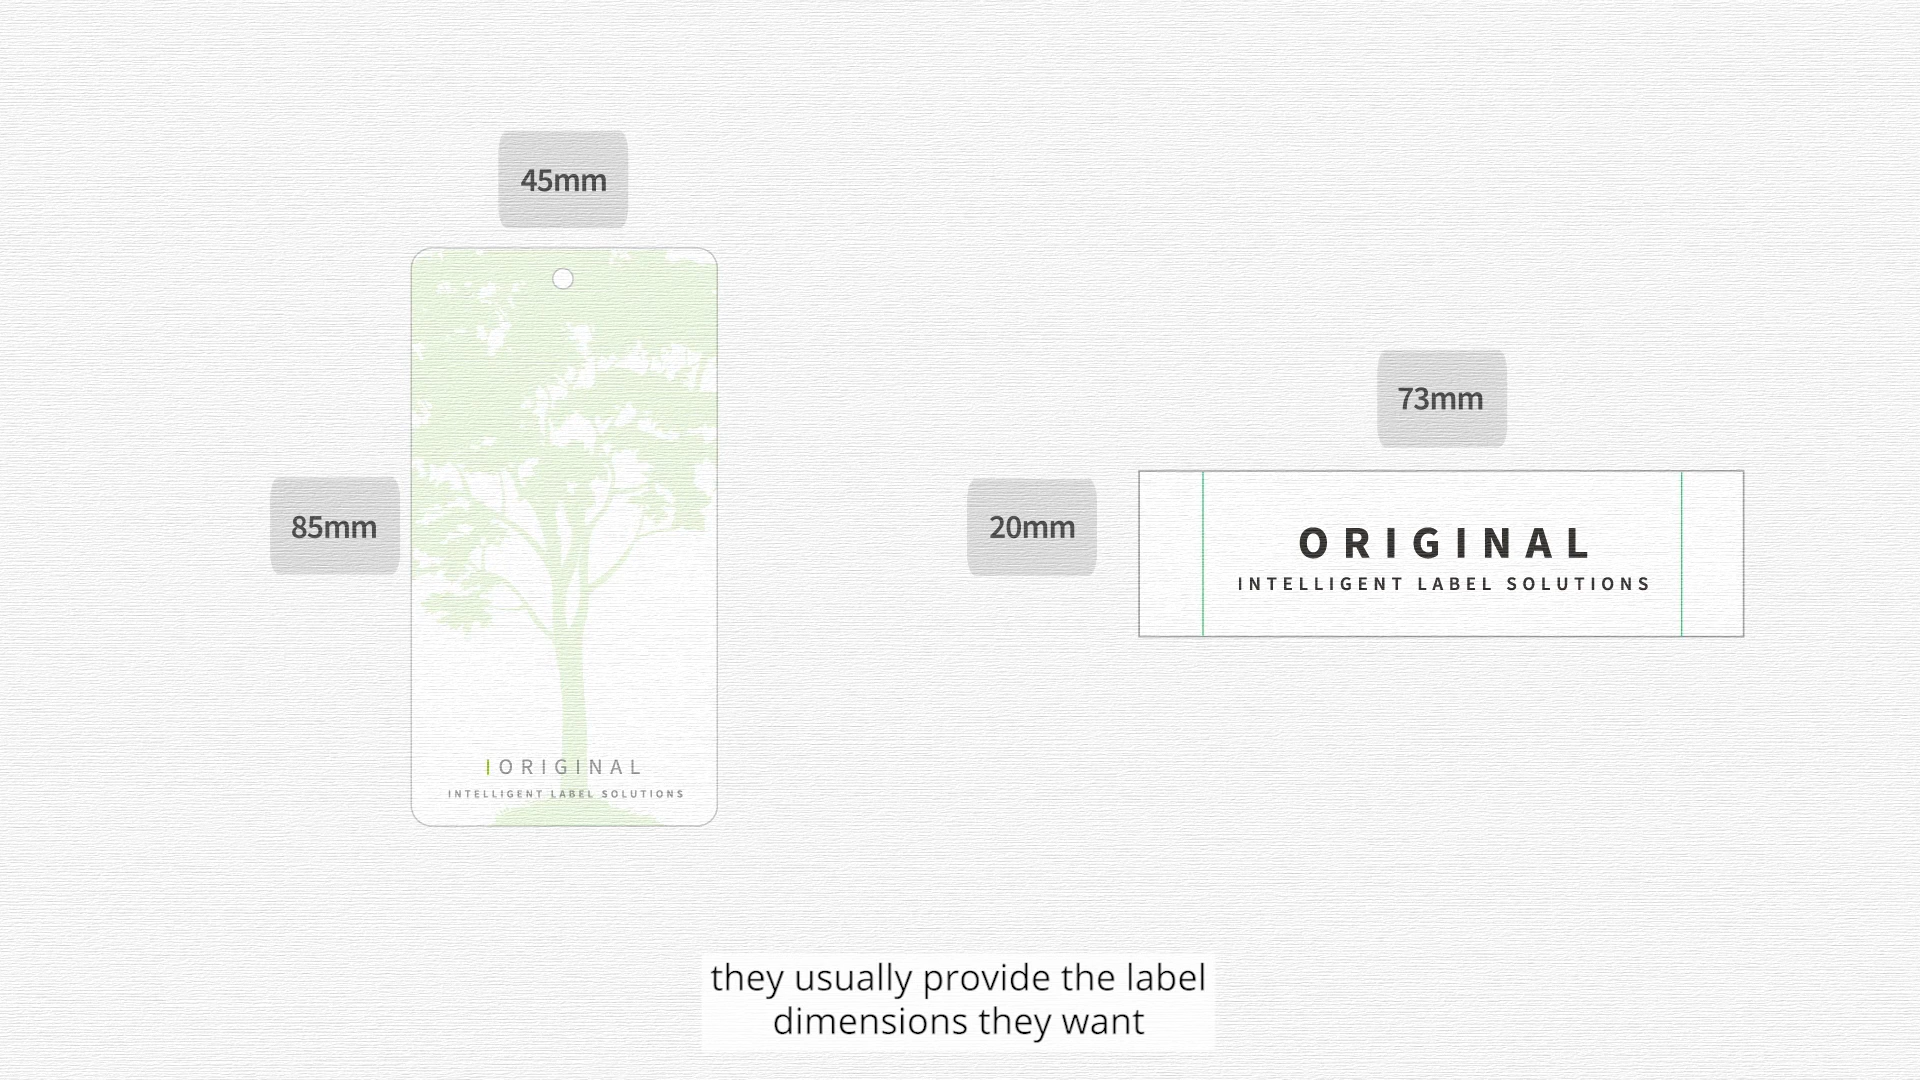 45mm
85mm
ORIGINAL
INTELLIGENT LABEL SOLUTIONS
73mm
20mm
ORIGINAL
INTELLIGENT LABEL SOLUTIONS
they usually provide the label
dimensions they want